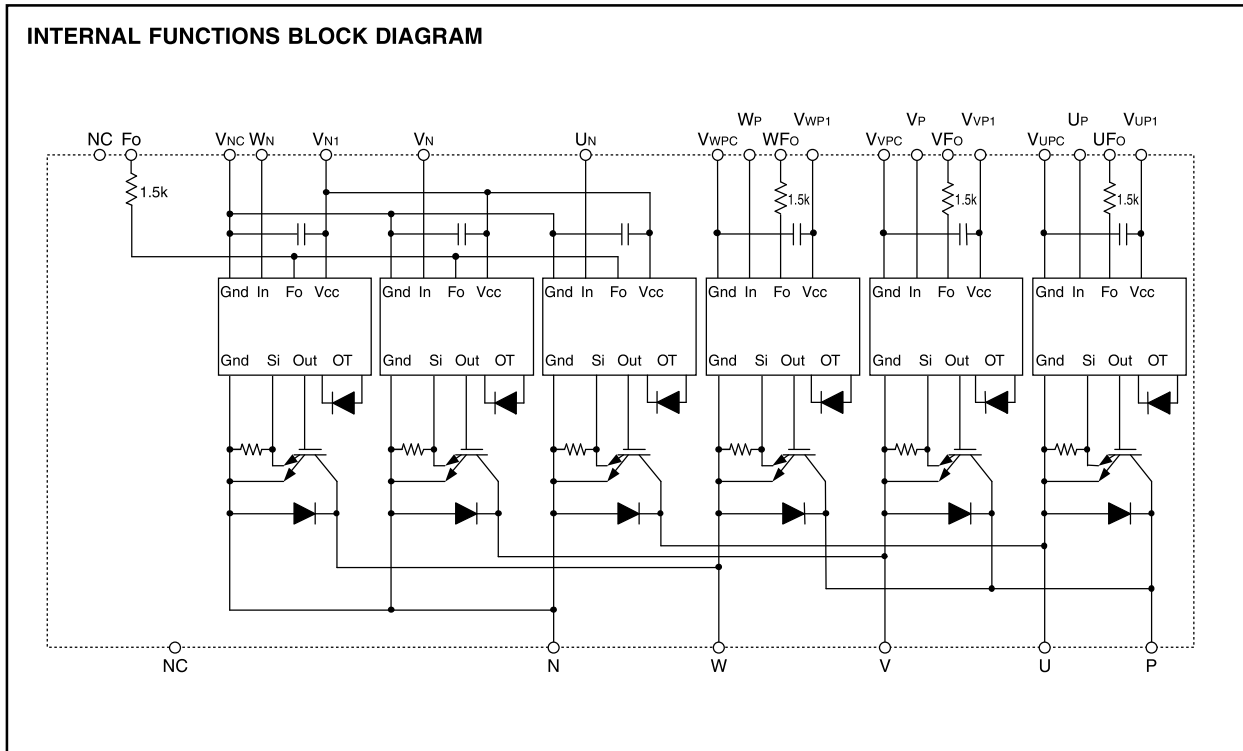 INTERNAL FUNCTIONS BLOCK DIAGRAM
WP VWP1 VP VVP1 UP VUP1
NC FO VNC WN VN1 VN UN VWPC WFO VVPC VFO VUPC UFO
1.5k 1.5k 1.5k 1.5k
Gnd In Fo Vcc Gnd In Fo Vcc Gnd In Fo Vcc Gnd In Fo Vcc Gnd In Fo Vcc Gnd In Fo Vcc
Gnd Si Out OT Gnd Si Out OT Gnd Si Out OT Gnd Si Out OT Gnd Si Out OT Gnd Si Out OT
NC N W V U P